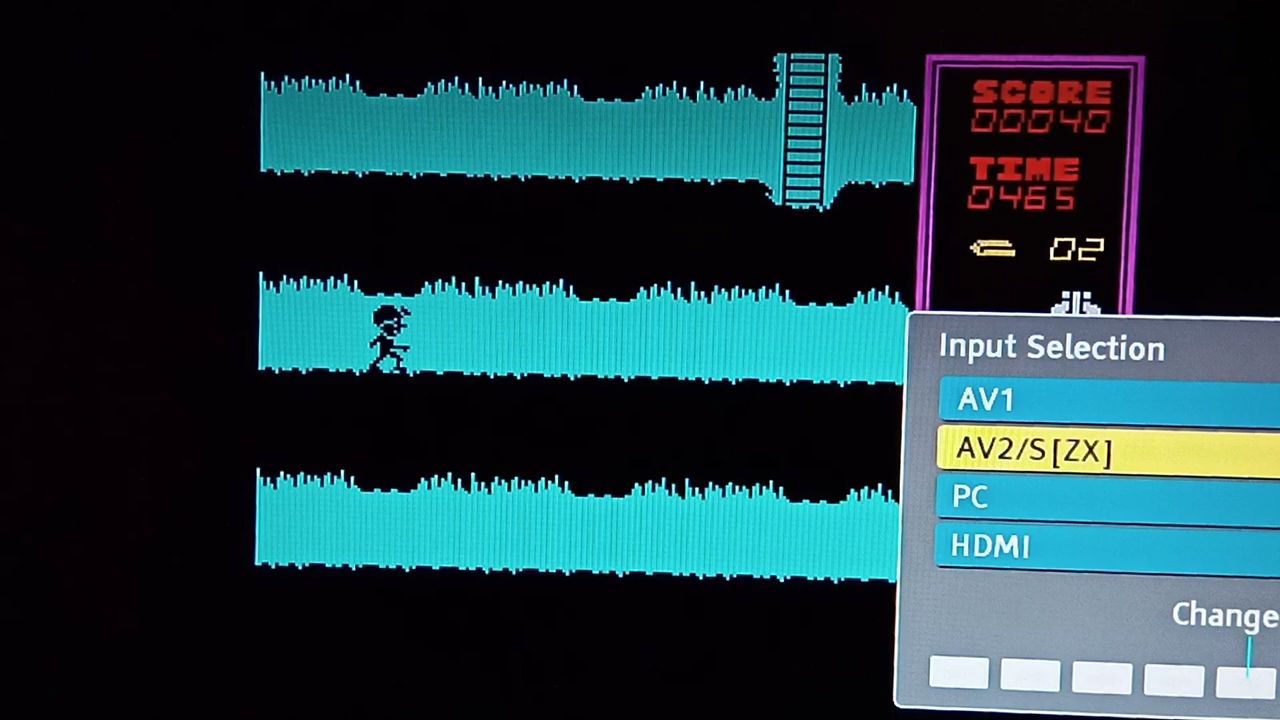 SCORE
00040
TIME
0465
02
Input Selection
AV1
AV2/S[ZX]
PC
HDMI
Change